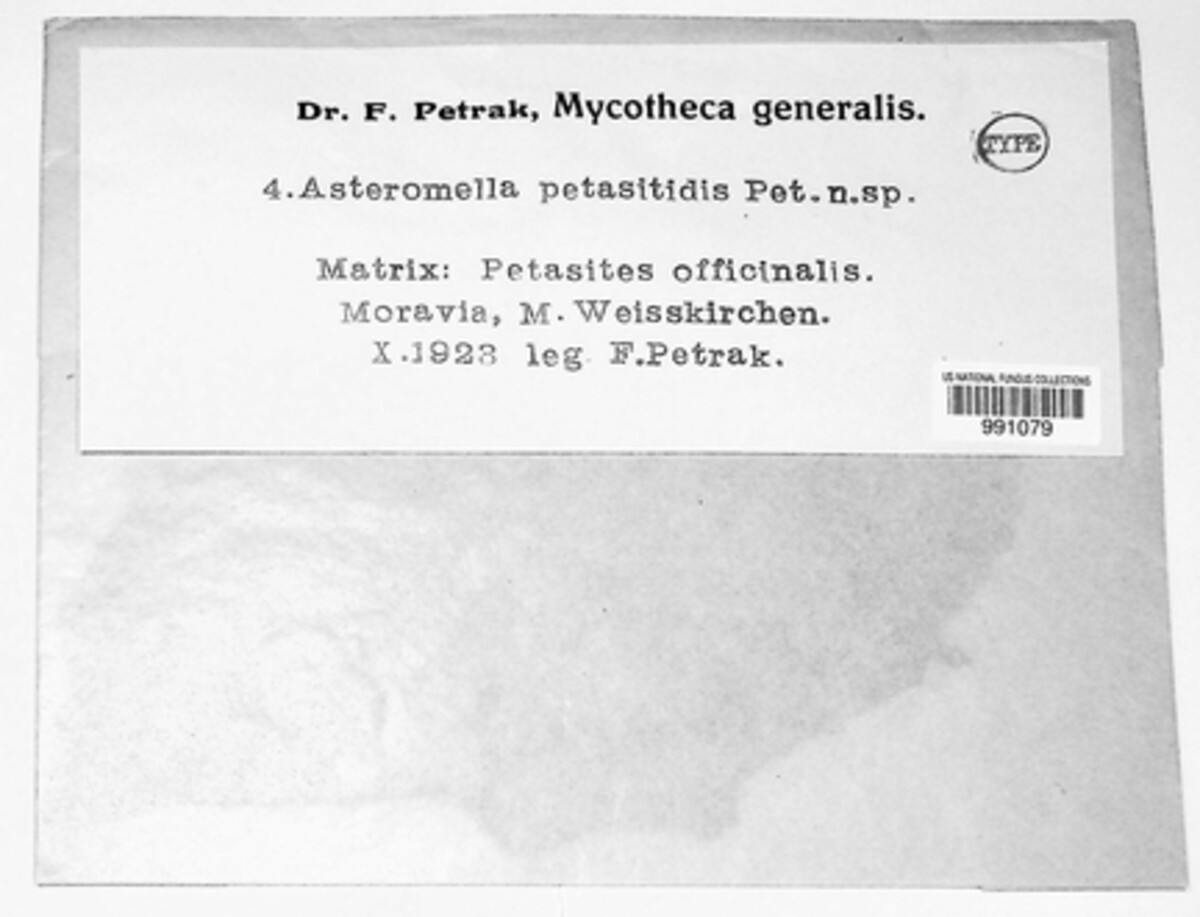 Dr. F. Petrak, Mycotheca generalis.
TYPE
4.Asteromella petasitidis Pet.n.sp.
Matrix: Petasites officinalis.
Moravia, M. Weisskirchen.
X.1923 leg. F.Petrak.
US NATIONAL FUNGUS COLLECTIONS
991079